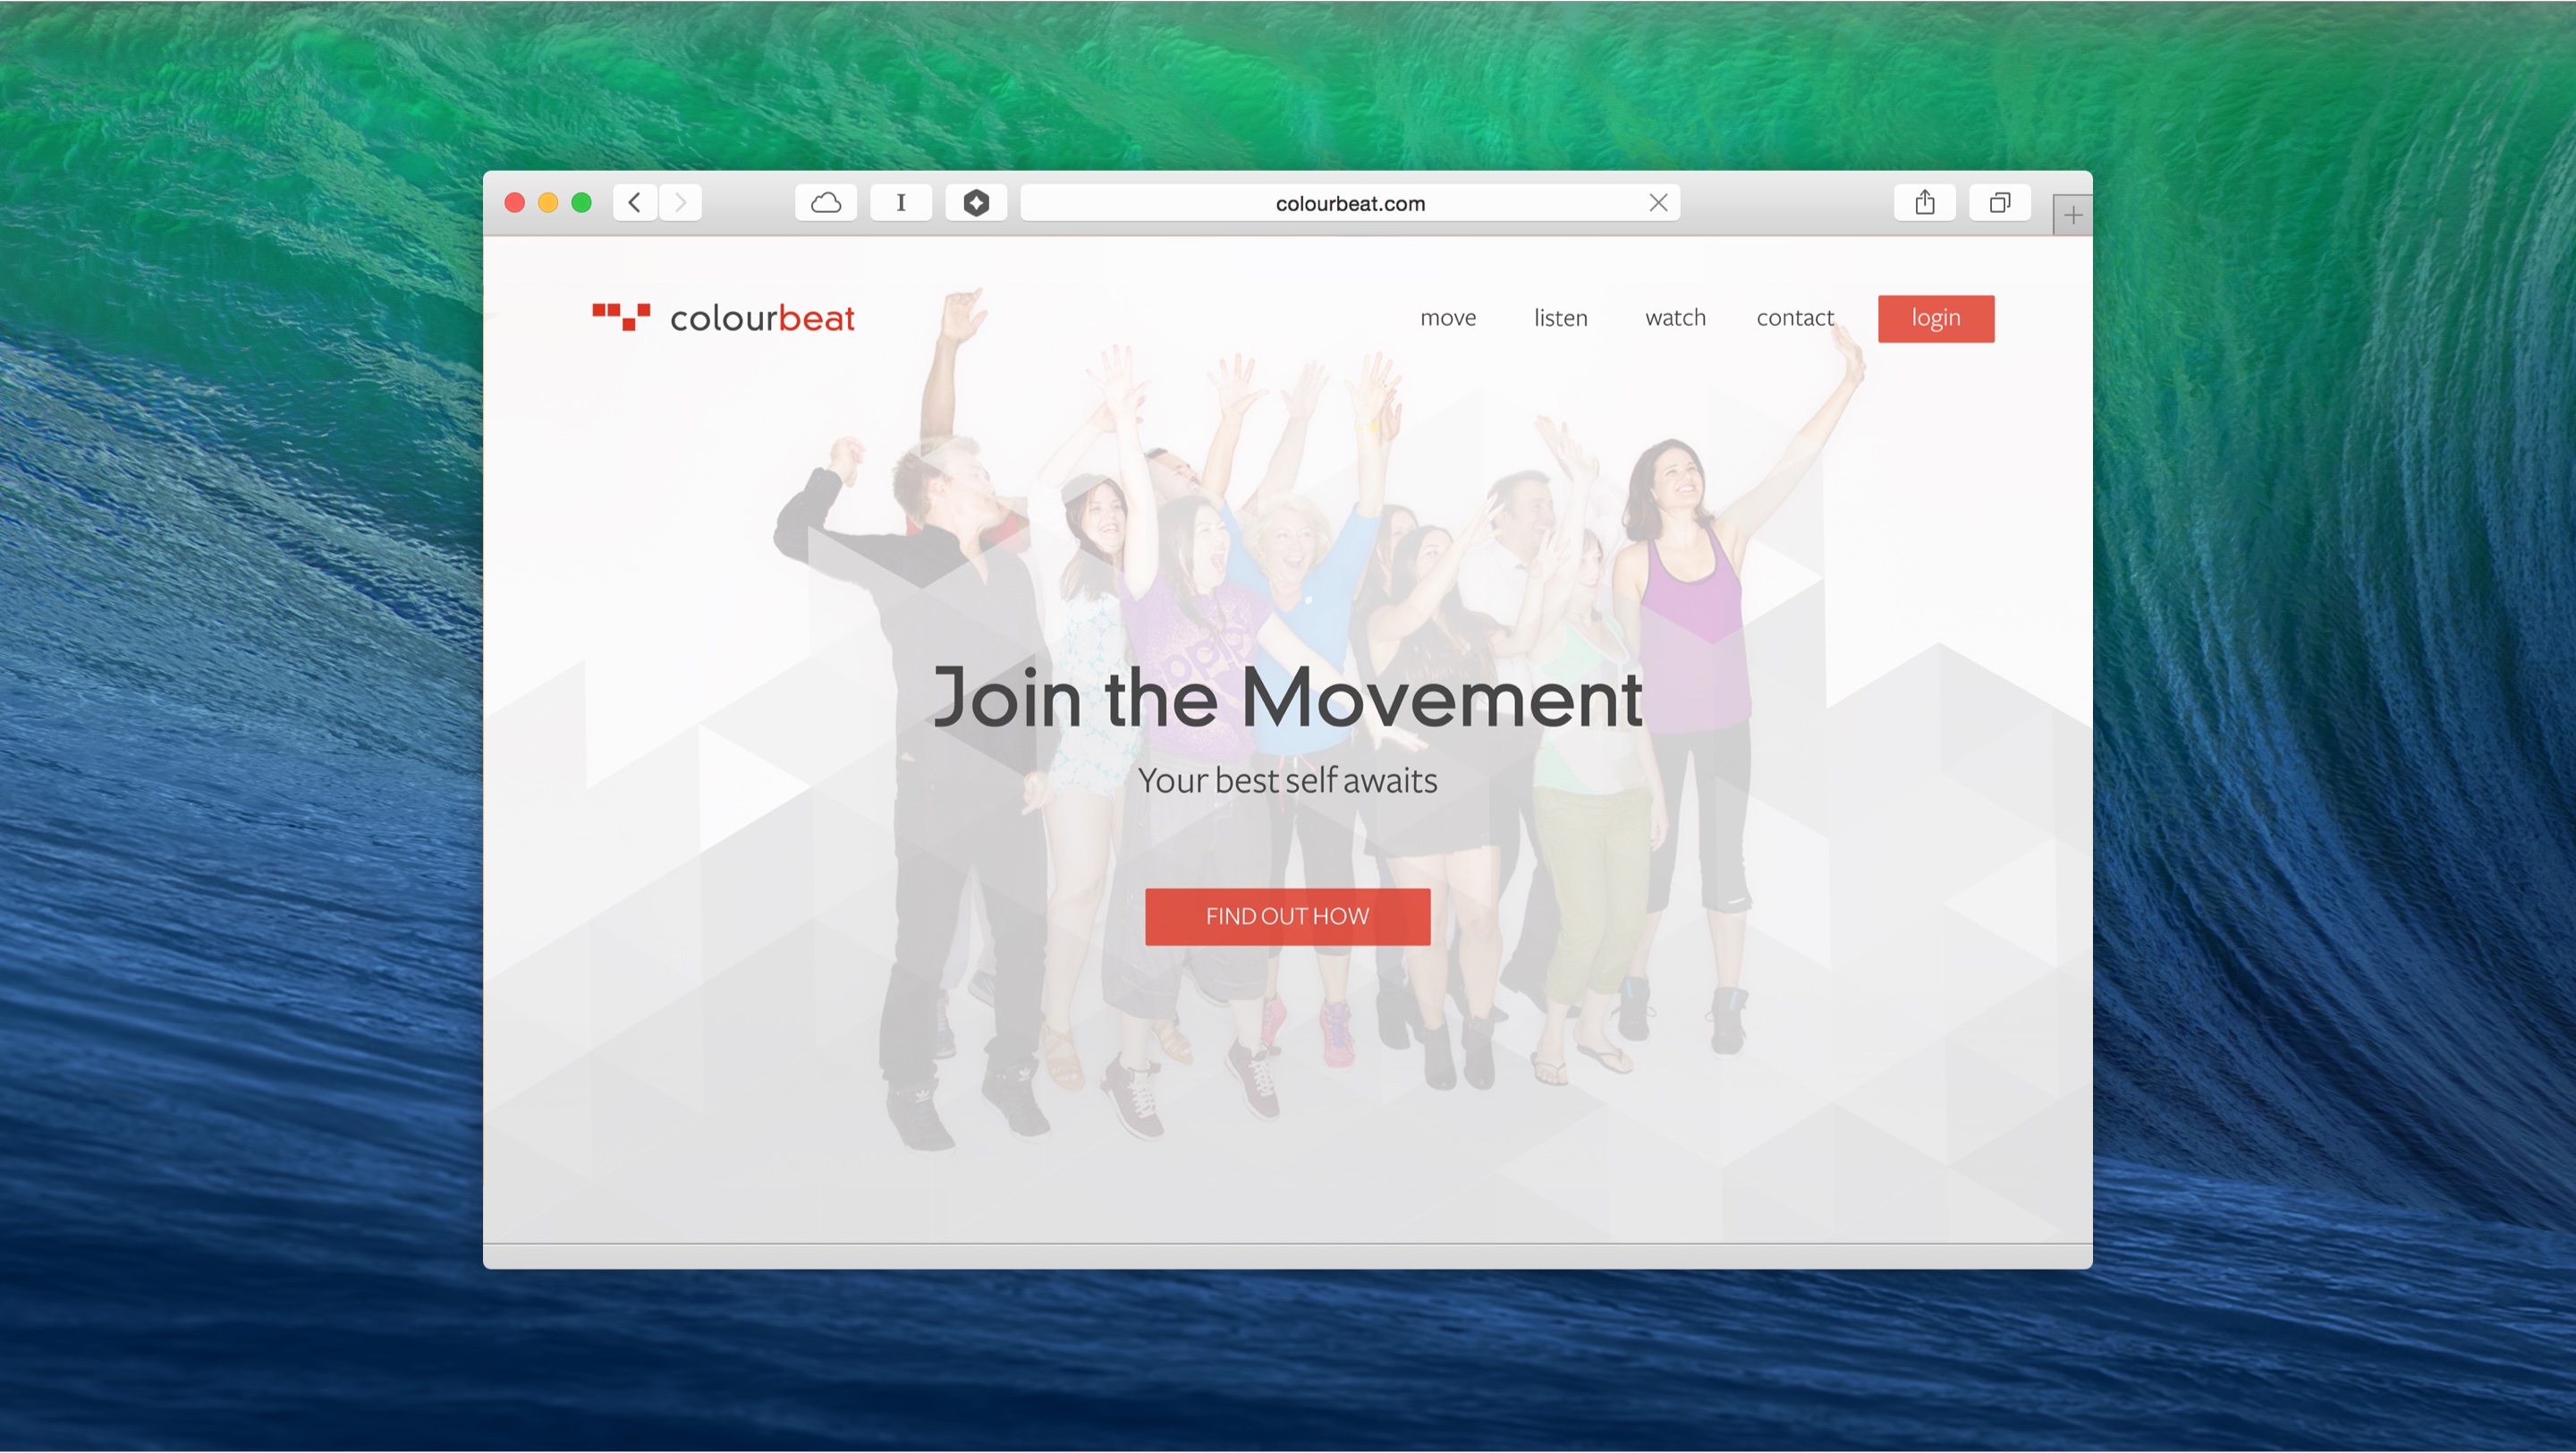 colourbeat.com
colourbeat
move
listen
watch
contact
login
Join the Movement
Your best self awaits
FIND OUT HOW